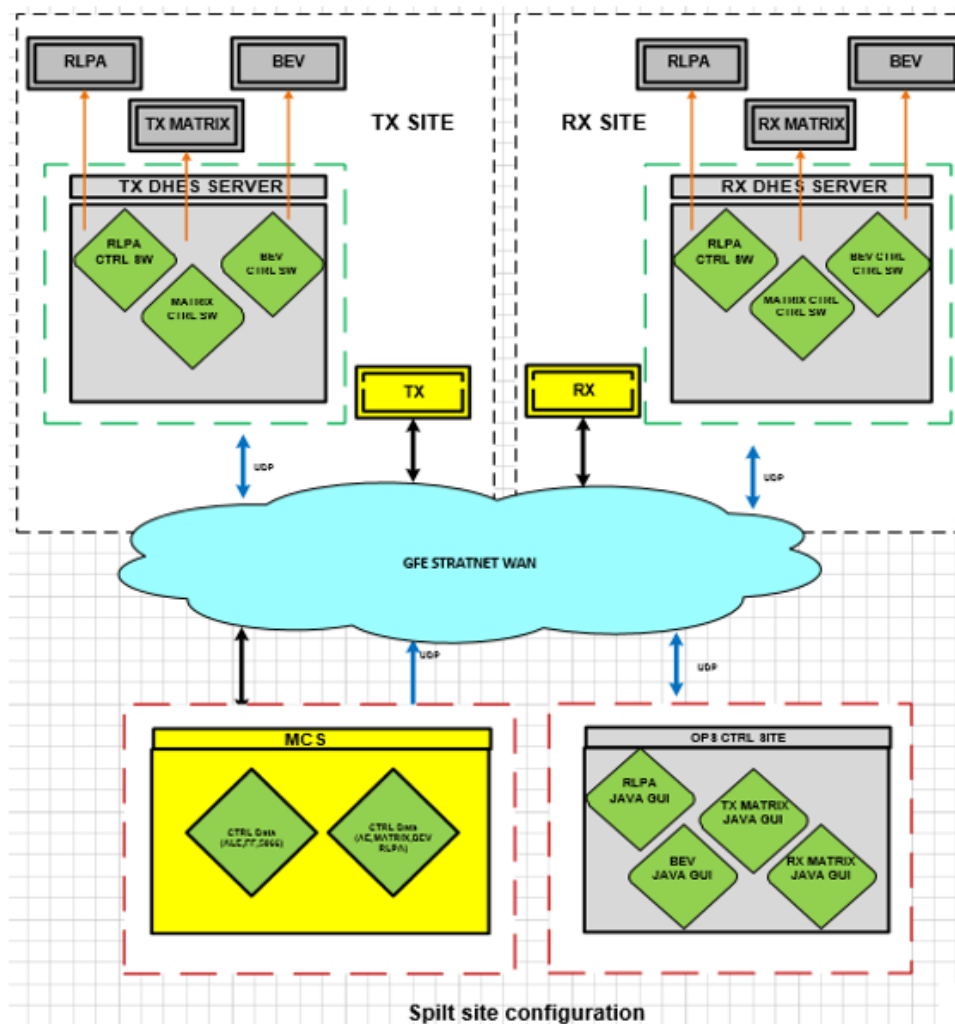 RLPA
BEV
TX MATRIX
TX SITE
TX DHES SERVER
RLPA
CTRL SW
BEV
CTRL SW
MATRIX
CTRL SW
TX
UDP
RLPA
BEV
RX MATRIX
RX SITE
RX DHES SERVER
RLPA
CTRL SW
BEV CTRL
CTRL SW
MATRIX CTRL
CTRL SW
RX
UDP
GFE STRATNET WAN
UDP
UDP
MCS
CTRL Data
CTRL Data
RLPA)
OPS CTRL SITE
RLPA
JAVA GUI
TX MATRIX
JAVA GUI
BEV
JAVA GUI
RX MATRIX
JAVA GUI
Spilt site configuration